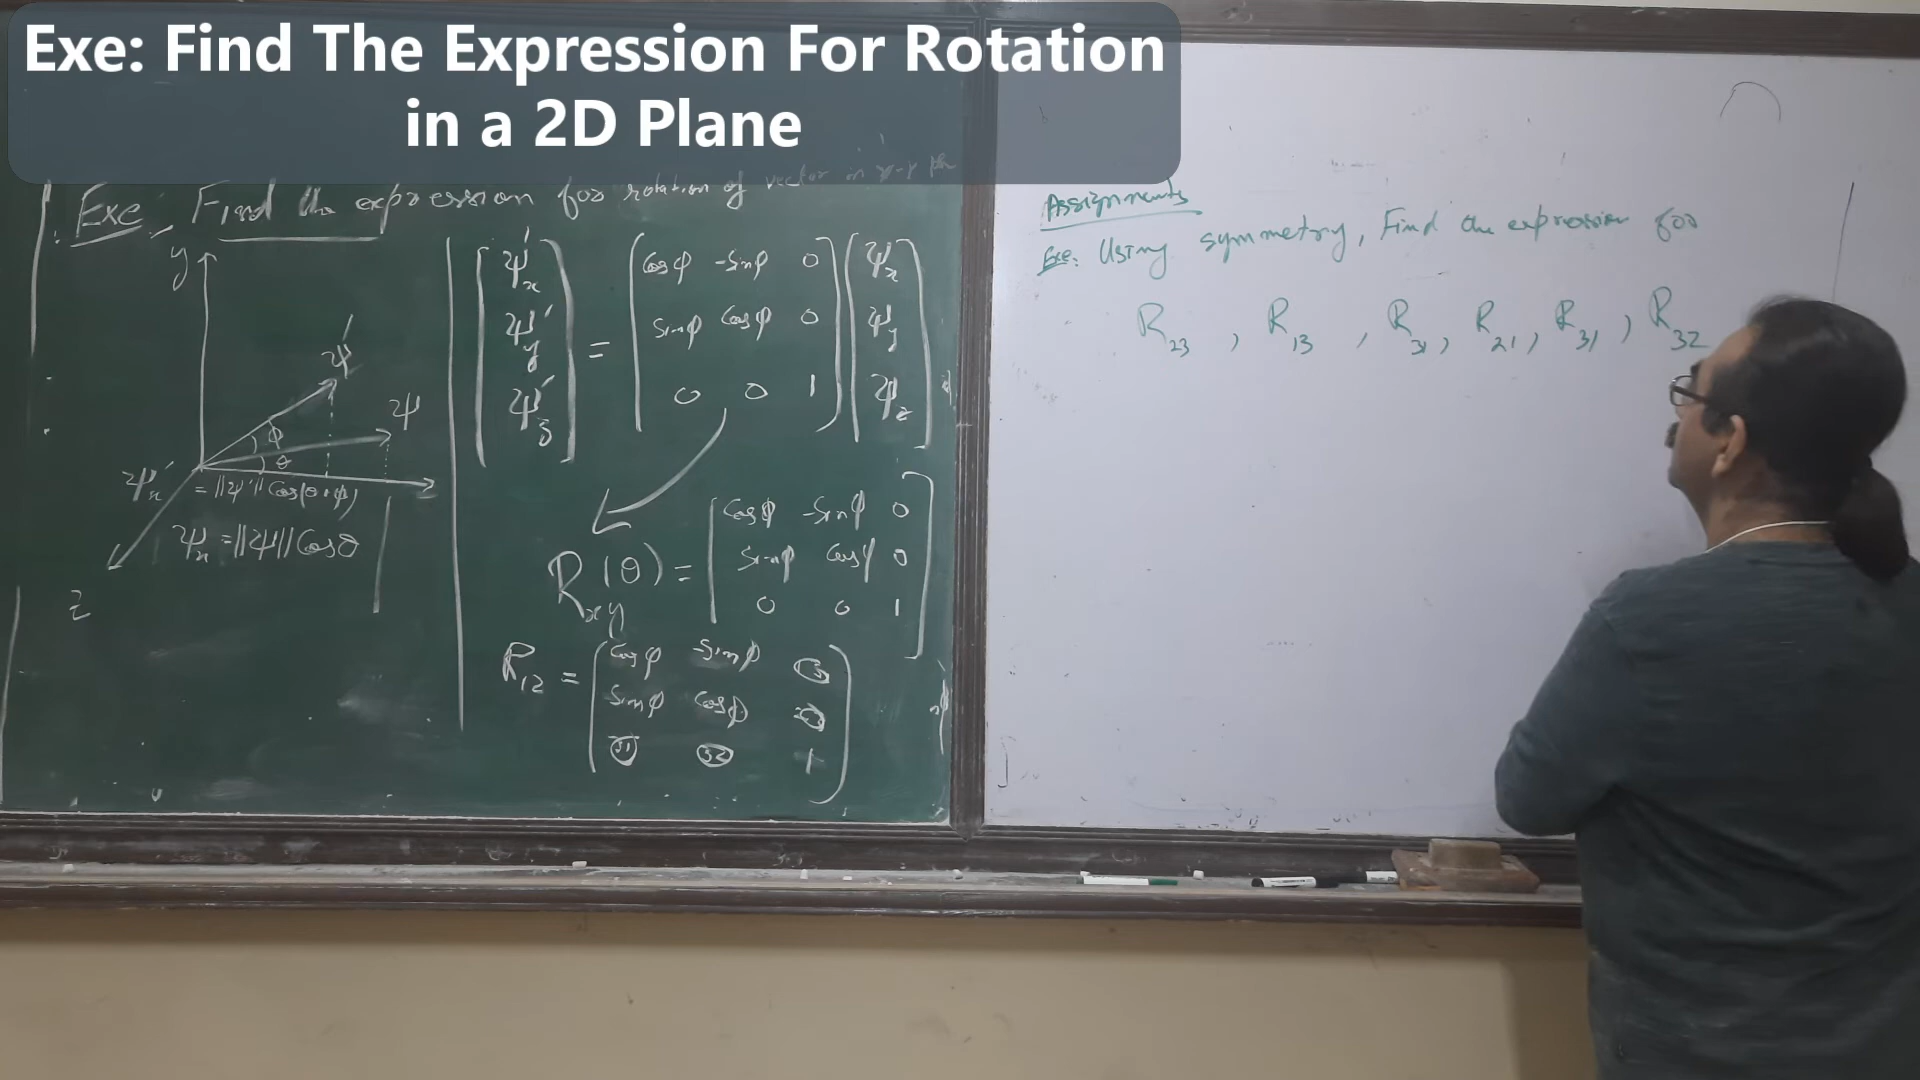 Exe: Find The Expression For Rotation
in a 2D Plane
Exe: Find the expression for rotation of vector in x-y
y
ψ'
ψ
φ
θ
ψ'x = ||ψ'|| Cos(θ+φ)
ψx = ||ψ|| Cosθ
z
ψ'x Cosφ -Sinφ 0 ψx
ψ'y = Sinφ Cosφ 0 ψy
ψ'z 0 0 1 ψz
Cosφ -Sinφ 0
Rxy(θ) = Sinφ Cosφ 0
0 0 1
Cosφ -Sinφ
R12 = Sinφ Cosφ
31 32 1
Assignments
Exe: Using symmetry, Find the expression for
R23 , R13 , R31, R21, R31 , R32